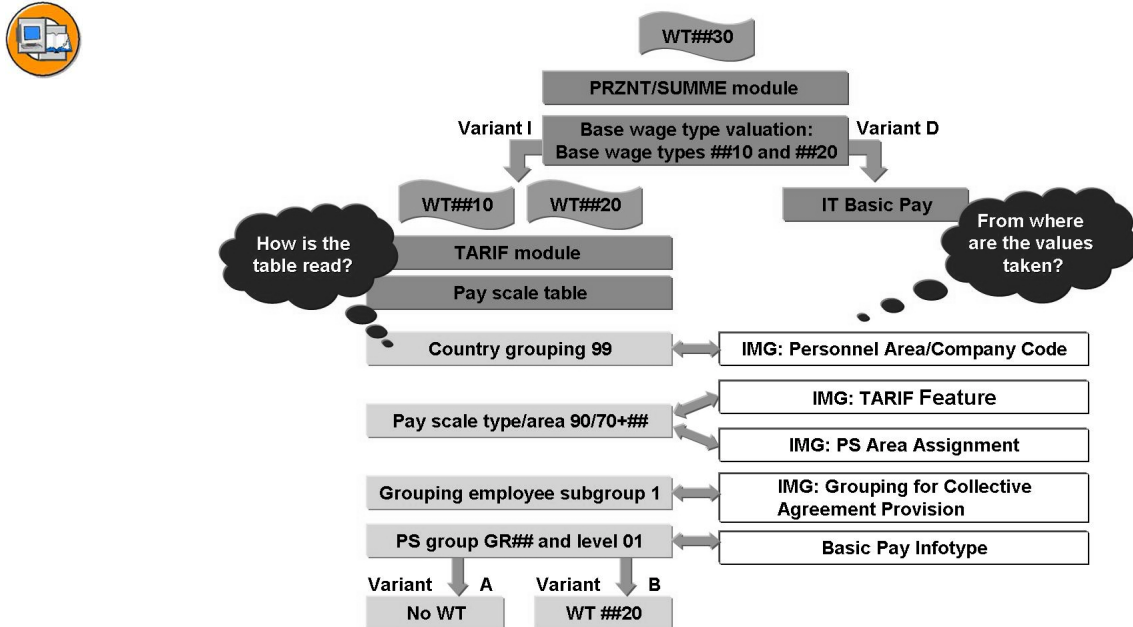 WT##30
PRZNT/SUMME module
Variant I
Base wage type valuation:
Base wage types ##10 and ##20
Variant D
WT##10
WT##20
IT Basic Pay
How is the
table read?
From where
are the values
taken?
TARIF module
Pay scale table
Country grouping 99
IMG: Personnel Area/Company Code
Pay scale type/area 90/70+##
IMG: TARIF Feature
IMG: PS Area Assignment
Grouping employee subgroup 1
IMG: Grouping for Collective
Agreement Provision
PS group GR## and level 01
Basic Pay Infotype
Variant A
Variant B
No WT
WT ##20